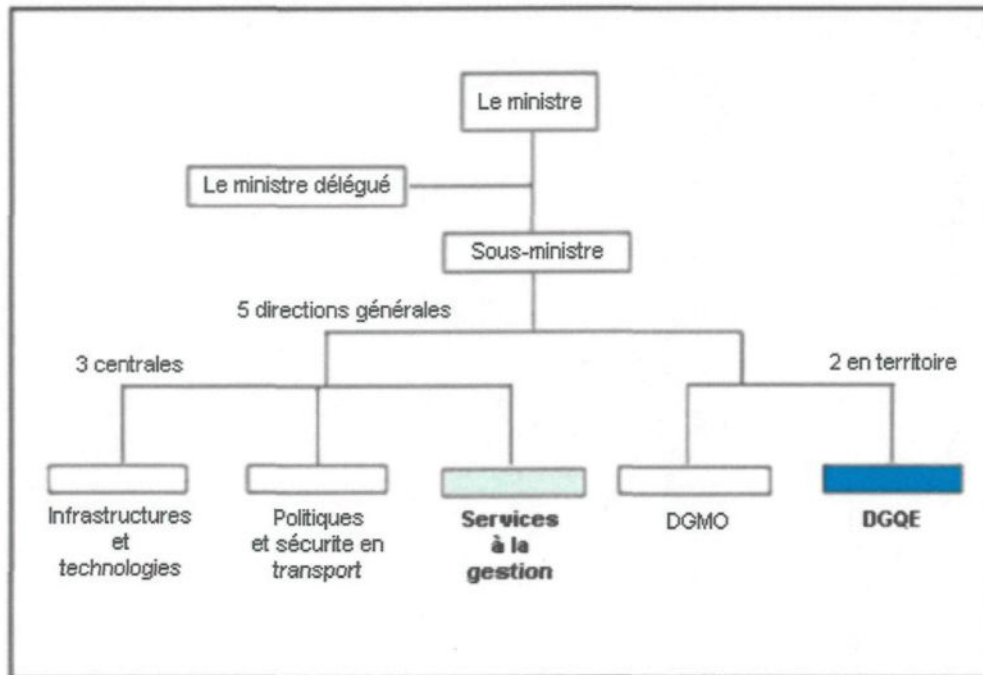 Le ministre
Le ministre délégué
Sous-ministre
5 directions générales
3 centrales
2 en territoire
Infrastructures
et
technologies
Politiques
et sécurite en
transport
Services
à la
gestion
DGMO
DGQE